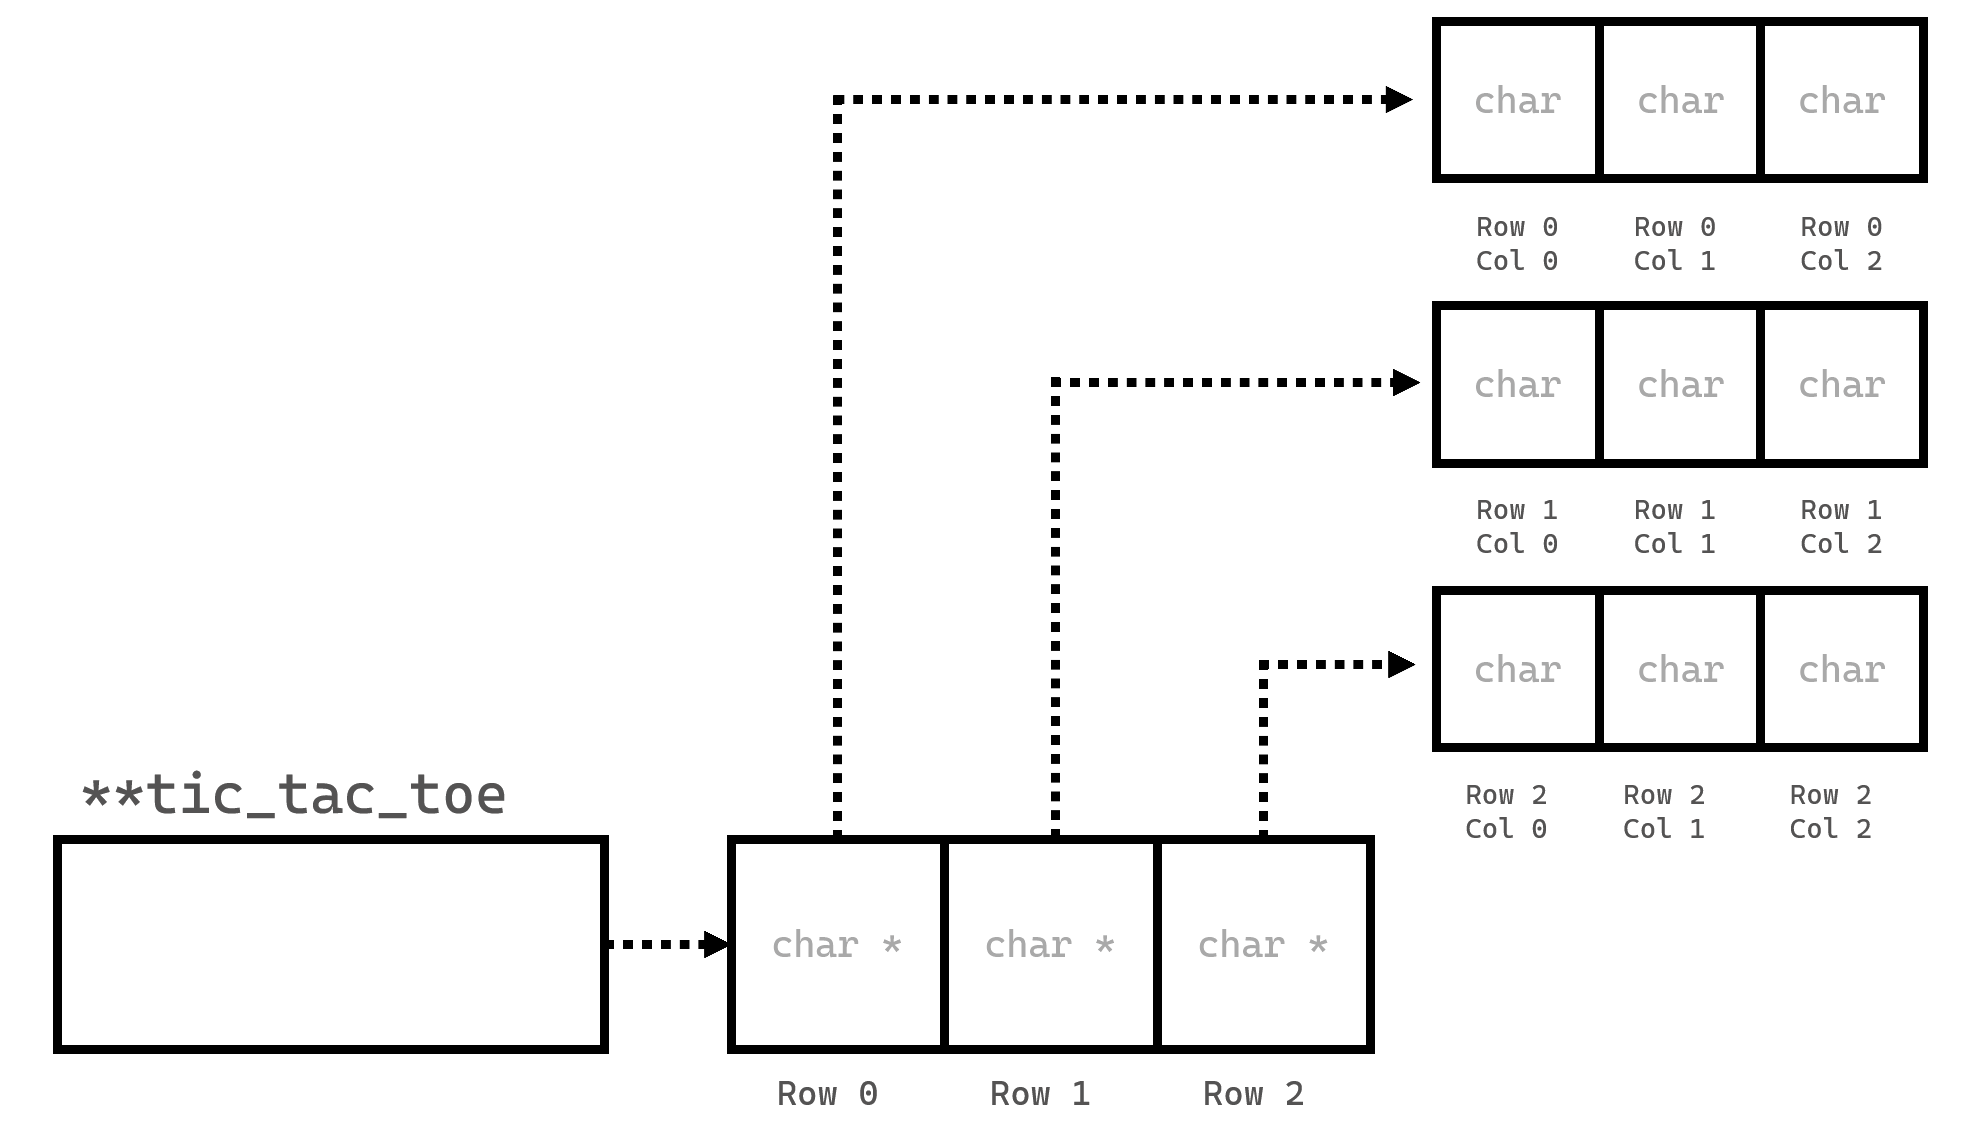 char char char
Row 0 Row 0 Row 0
Col 0 Col 1 Col 2
char char char
Row 1 Row 1 Row 1
Col 0 Col 1 Col 2
char char char
Row 2 Row 2 Row 2
Col 0 Col 1 Col 2
**tic_tac_toe
char * char * char *
Row 0 Row 1 Row 2